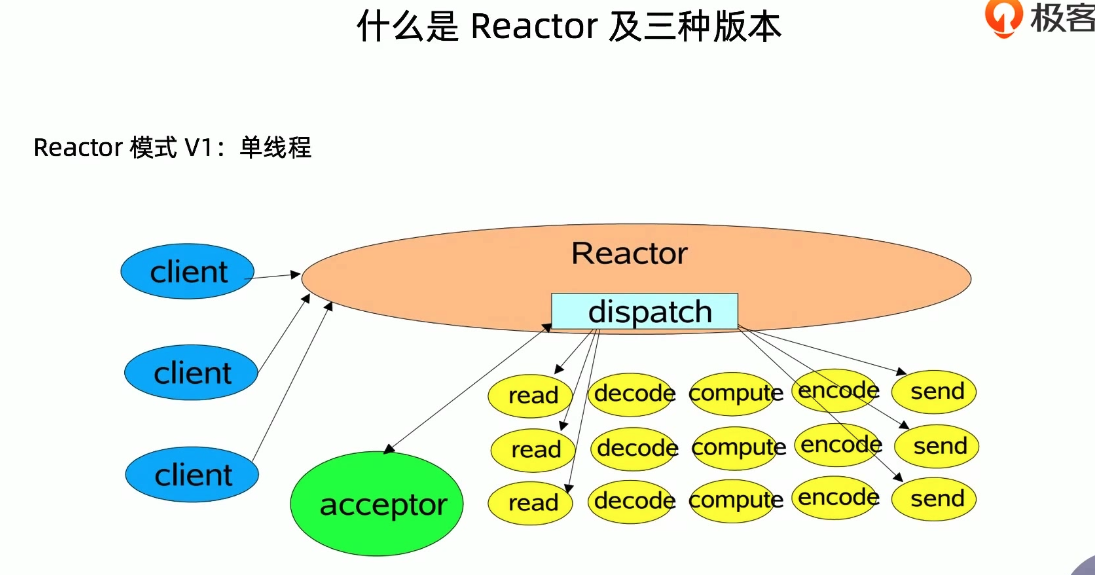 什么是 Reactor 及三种版本
极客
Reactor 模式 V1：单线程
Reactor
dispatch
client
client
client
acceptor
read decode compute encode send
read decode compute encode send
read decode compute encode send